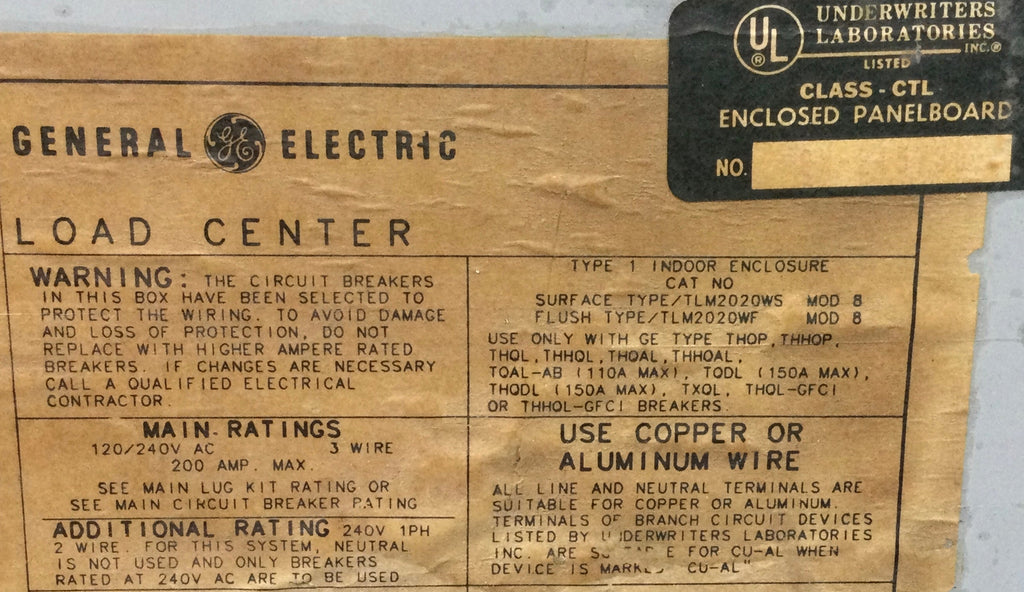 UL
®
UNDERWRITERS
LABORATORIES
INC.®
LISTED
CLASS - CTL
ENCLOSED PANELBOARD
NO.
GENERAL GE ELECTRIC
LOAD CENTER
WARNING: THE CIRCUIT BREAKERS
IN THIS BOX HAVE BEEN SELECTED TO
PROTECT THE WIRING. TO AVOID DAMAGE
AND LOSS OF PROTECTION, DO NOT
REPLACE WITH HIGHER AMPERE RATED
BREAKERS. IF CHANGES ARE NECESSARY
CALL A QUALIFIED ELECTRICAL
CONTRACTOR.
TYPE 1 INDOOR ENCLOSURE
CAT NO
SURFACE TYPE/TLM2020WS MOD 8
FLUSH TYPE/TLM2020WF MOD 8
USE ONLY WITH GE TYPE THQP, THHQP,
THQL, THHQL, THQAL, THHQAL,
TQAL-AB (110A MAX), TQDL (150A MAX),
THQDL (150A MAX), TXQL, THQL-GFCI
OR THHQL-GFCI BREAKERS.
MAIN-RATINGS
120/240V AC 3 WIRE
200 AMP. MAX.
SEE MAIN LUG KIT RATING OR
SEE MAIN CIRCUIT BREAKER RATING
ADDITIONAL RATING 240V 1PH
2 WIRE. FOR THIS SYSTEM, NEUTRAL
IS NOT USED AND ONLY BREAKERS
RATED AT 240V AC ARE TO BE USED
USE COPPER OR
ALUMINUM WIRE
ALL LINE AND NEUTRAL TERMINALS ARE
SUITABLE FOR COPPER OR ALUMINUM.
TERMINALS OF BRANCH CIRCUIT DEVICES
LISTED BY UNDERWRITERS LABORATORIES
INC. ARE FOR CU-AL WHEN
DEVICE IS CU-AL"